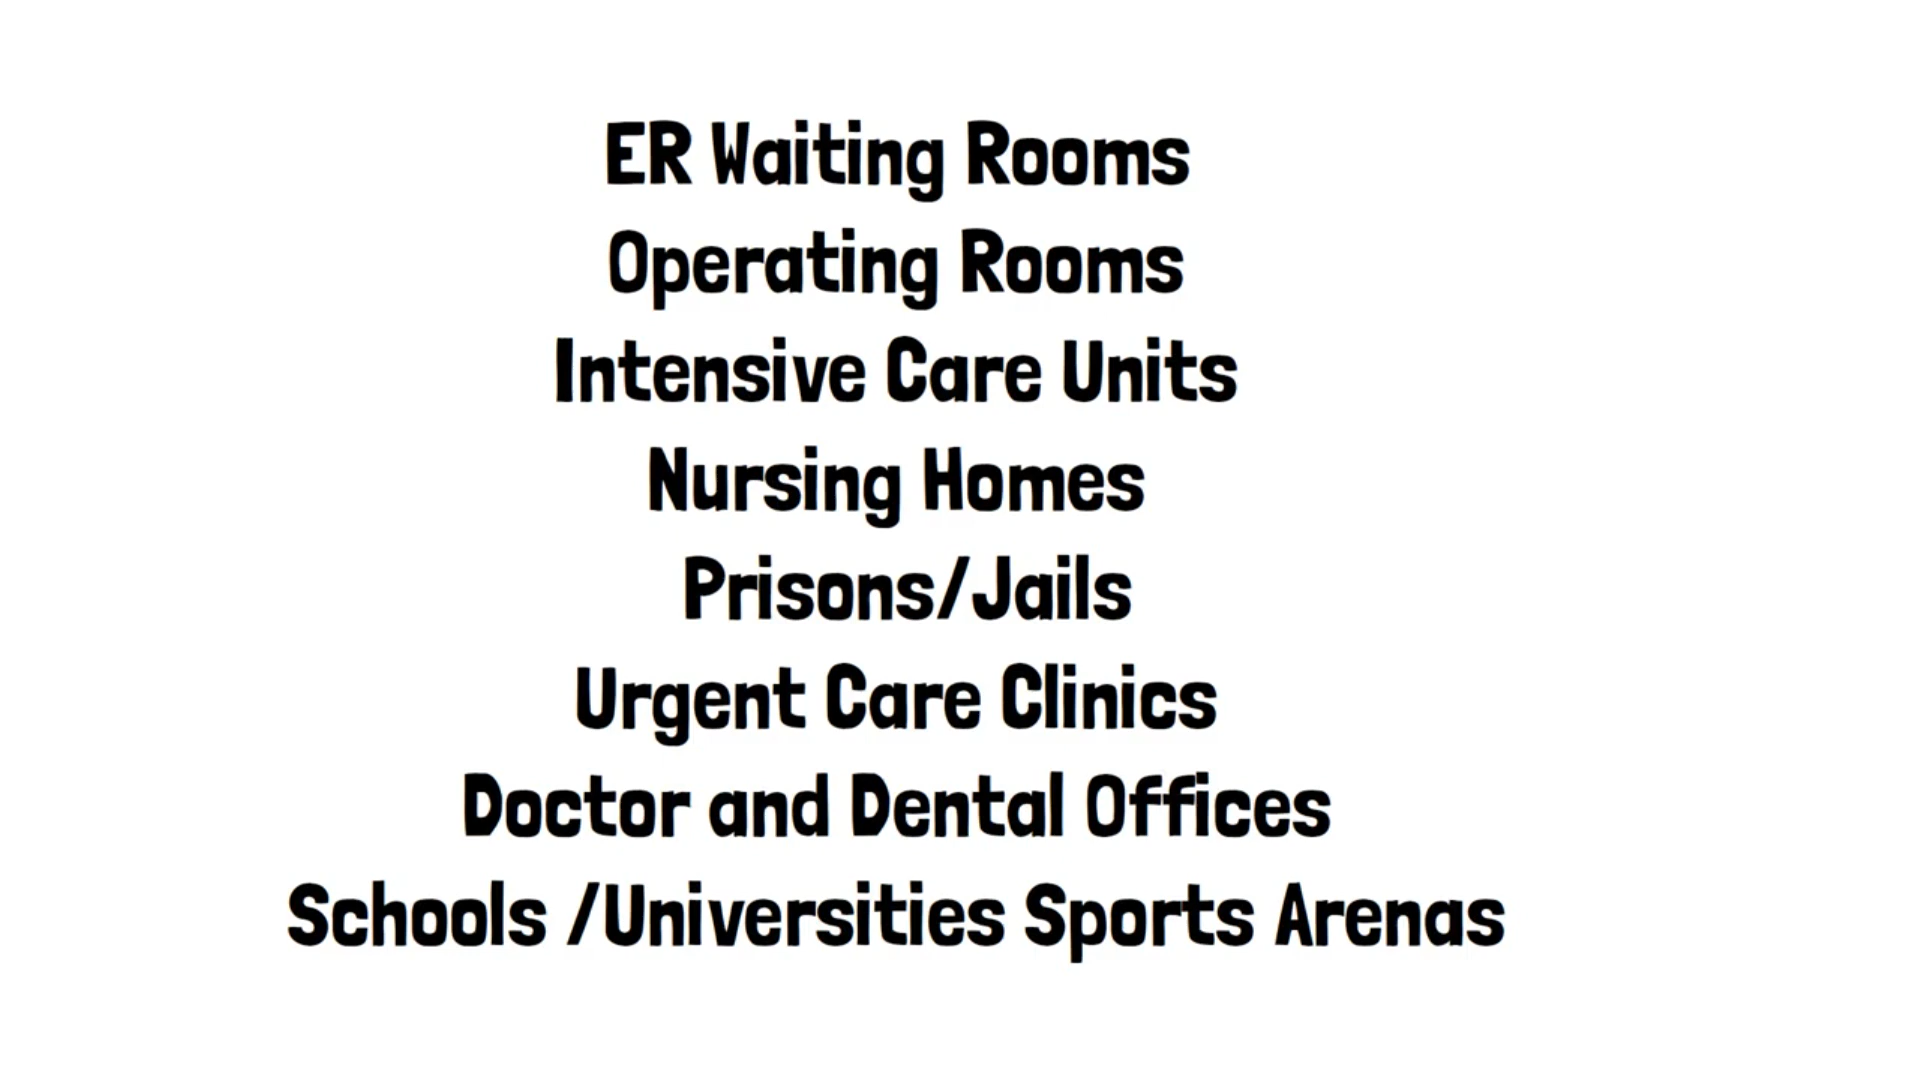 ER Waiting Rooms
Operating Rooms
Intensive Care Units
Nursing Homes
Prisons/Jails
Urgent Care Clinics
Doctor and Dental Offices
Schools /Universities Sports Arenas